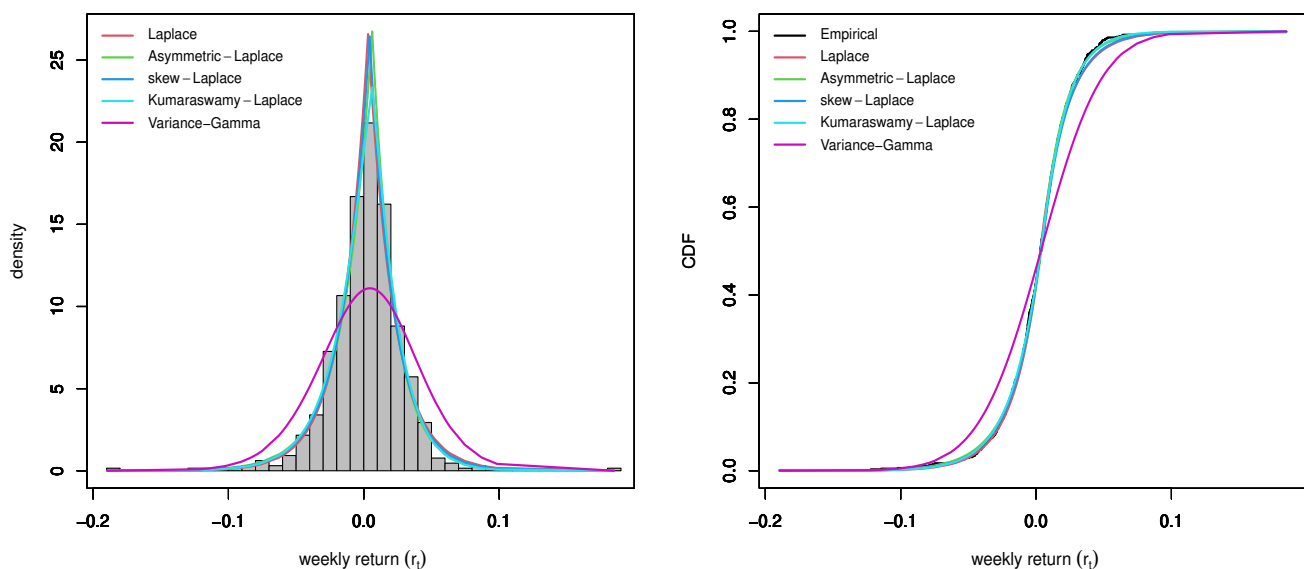 Laplace
Asymmetric-Laplace
skew-Laplace
Kumaraswamy-Laplace
Variance-Gamma
density
0 5 10 15 20 25
-0.2 -0.1 0.0 0.1
weekly return (rt)
Empirical
Laplace
Asymmetric-Laplace
skew-Laplace
Kumaraswamy-Laplace
Variance-Gamma
CDF
0.0 0.2 0.4 0.6 0.8 1.0
-0.2 -0.1 0.0 0.1
weekly return (rt)